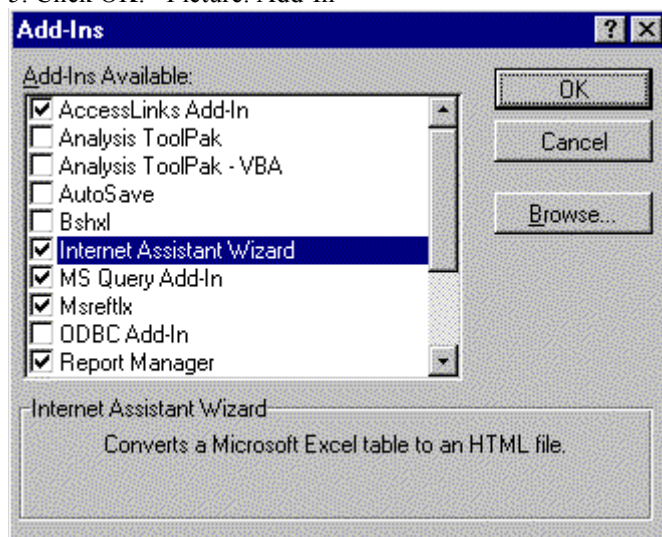 5. Click OK.  Picture: Add-In
Add-Ins
Add-Ins Available:
AccessLinks Add-In
Analysis ToolPak
Analysis ToolPak - VBA
AutoSave
Bshxl
Internet Assistant Wizard
MS Query Add-In
Msreftlx
ODBC Add-In
Report Manager
OK
Cancel
Browse...
Internet Assistant Wizard
Converts a Microsoft Excel table to an HTML file.